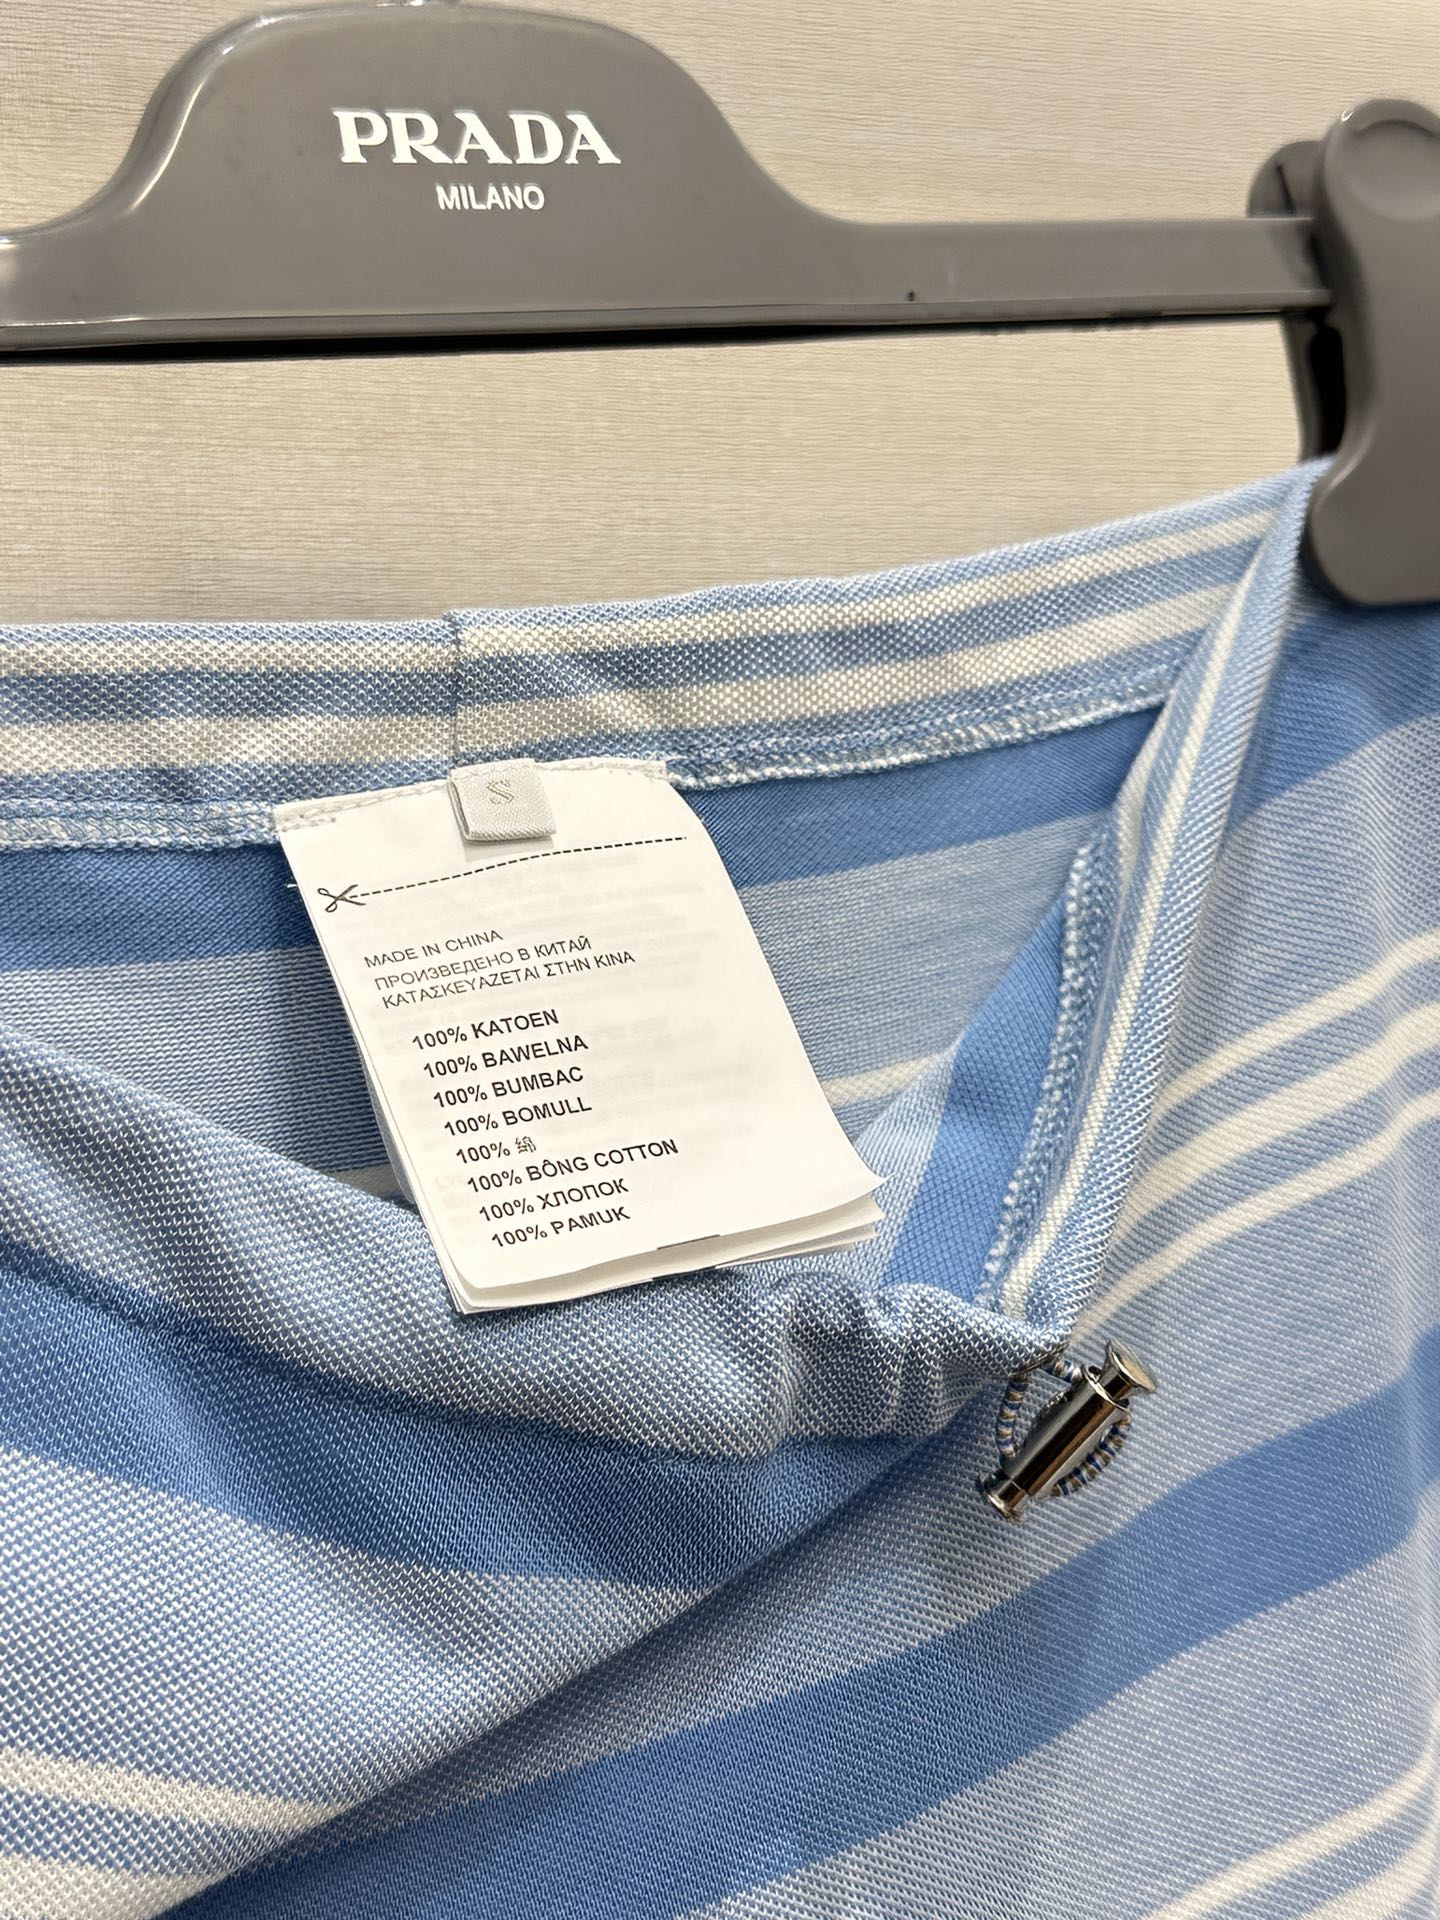 PRADA
MILANO
S
MADE IN CHINA
ПРОИЗВЕДЕНО В КИТАЙ
ΚΑΤΑΣΚΕΥΑΖΕΤΑΙ ΣΤΗΝ ΚΙΝΑ
100% KATOEN
100% BAWELNA
100% BUMBAC
100% BOMULL
100% 綿
100% BÔNG COTTON
100% ХЛОПОК
100% PAMUK